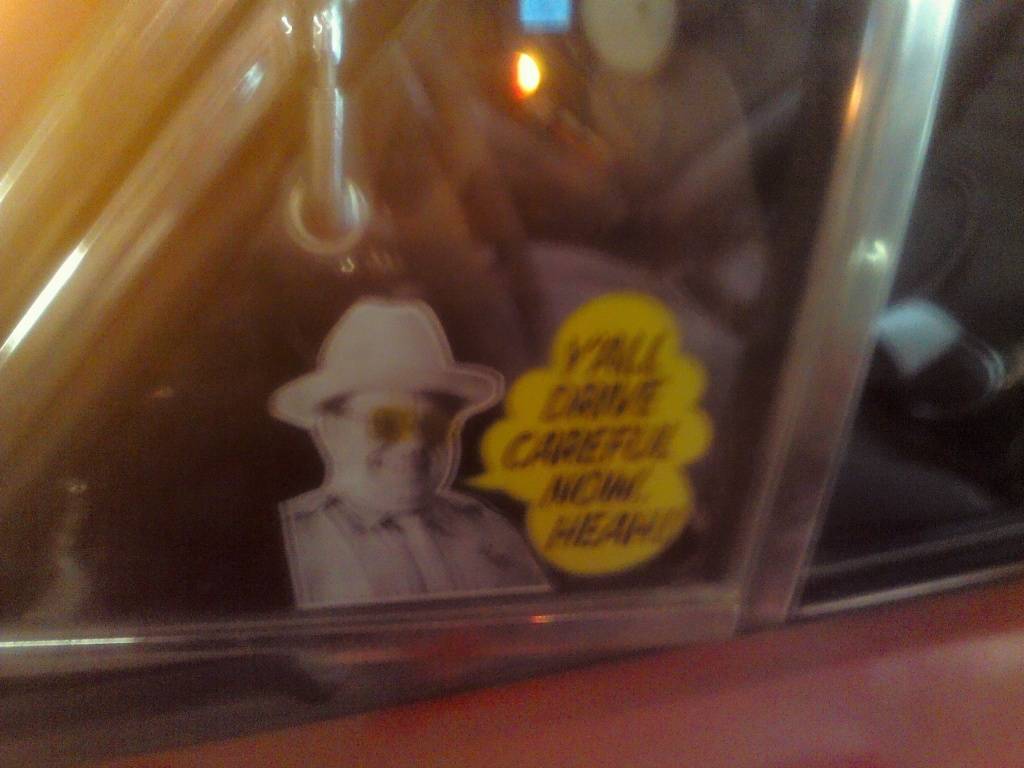 Y'ALL
DRIVE
CAREFUL
NOW,
HEAH!